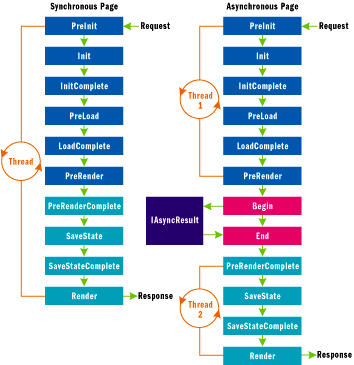 Synchronous Page
PreInit
Request
Init
InitComplete
PreLoad
LoadComplete
PreRender
PreRenderComplete
SaveState
SaveStateComplete
Render
Response
Thread
Asynchronous Page
PreInit
Request
Init
InitComplete
PreLoad
LoadComplete
PreRender
Thread
1
Begin
IAsyncResult
End
PreRenderComplete
SaveState
SaveStateComplete
Render
Response
Thread
2